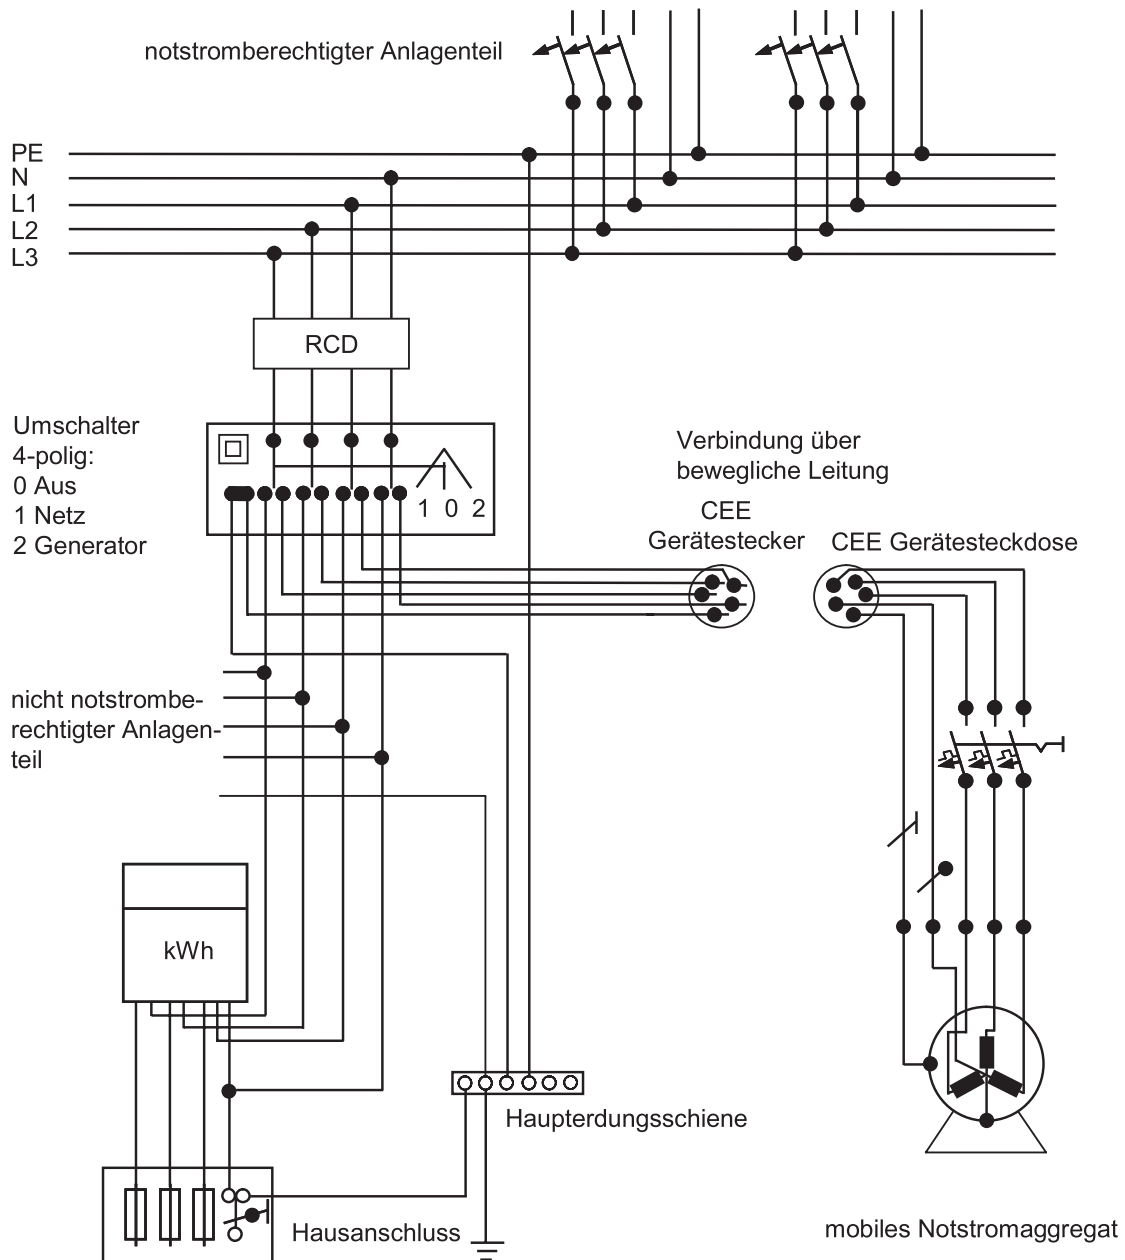 notstromberechtigter Anlagenteil
PE
N
L1
L2
L3
RCD
Umschalter
4-polig:
0 Aus
1 Netz
2 Generator
1 0 2
Verbindung über
bewegliche Leitung
CEE
Gerätestecker
CEE Gerätesteckdose
nicht notstrombe-
rechtigter Anlagen-
teil
kWh
Haupterdungsschiene
Hausanschluss
mobiles Notstromaggregat